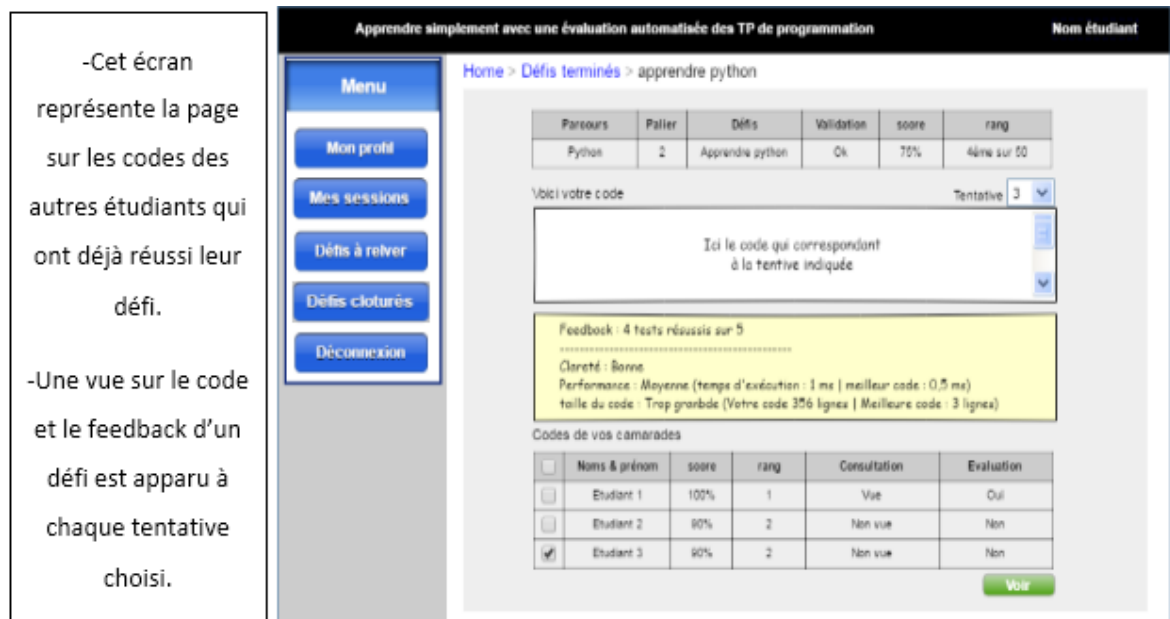 -Cet écran
représente la page
sur les codes des
autres étudiants qui
ont déjà réussi leur
défi.
-Une vue sur le code
et le feedback d'un
défi est apparu à
chaque tentative
choisi.
Apprendre simplement avec une évaluation automatisée des TP de programmation Nom étudiant
Menu
Mon profil
Mes sessions
Défis à relver
Défis cloturés
Déconnexion
Home > Défis terminés > apprendre python
Parcours Palier Défis Validation score rang
Python 2 Apprendre python Ok 75% 4ème sur 50
Voici votre code Tentative 3
Ici le code qui correspondant
à la tentive indiquée
Feedback : 4 tests résussis sur 5
--------------------------------------------------
Clareté : Bonne
Performance : Moyenne (temps d'exécution : 1 ms | meilleur code : 0,5 ms)
taille du code : Trop granbde (Votre code 356 lignes | Meilleure code : 3 lignes)
Codes de vos camarades
Noms & prénom score rang Consultation Evaluation
Etudiant 1 100% 1 Vue Oui
Etudiant 2 90% 2 Non vue Non
Etudiant 3 90% 2 Non vue Non
Voir